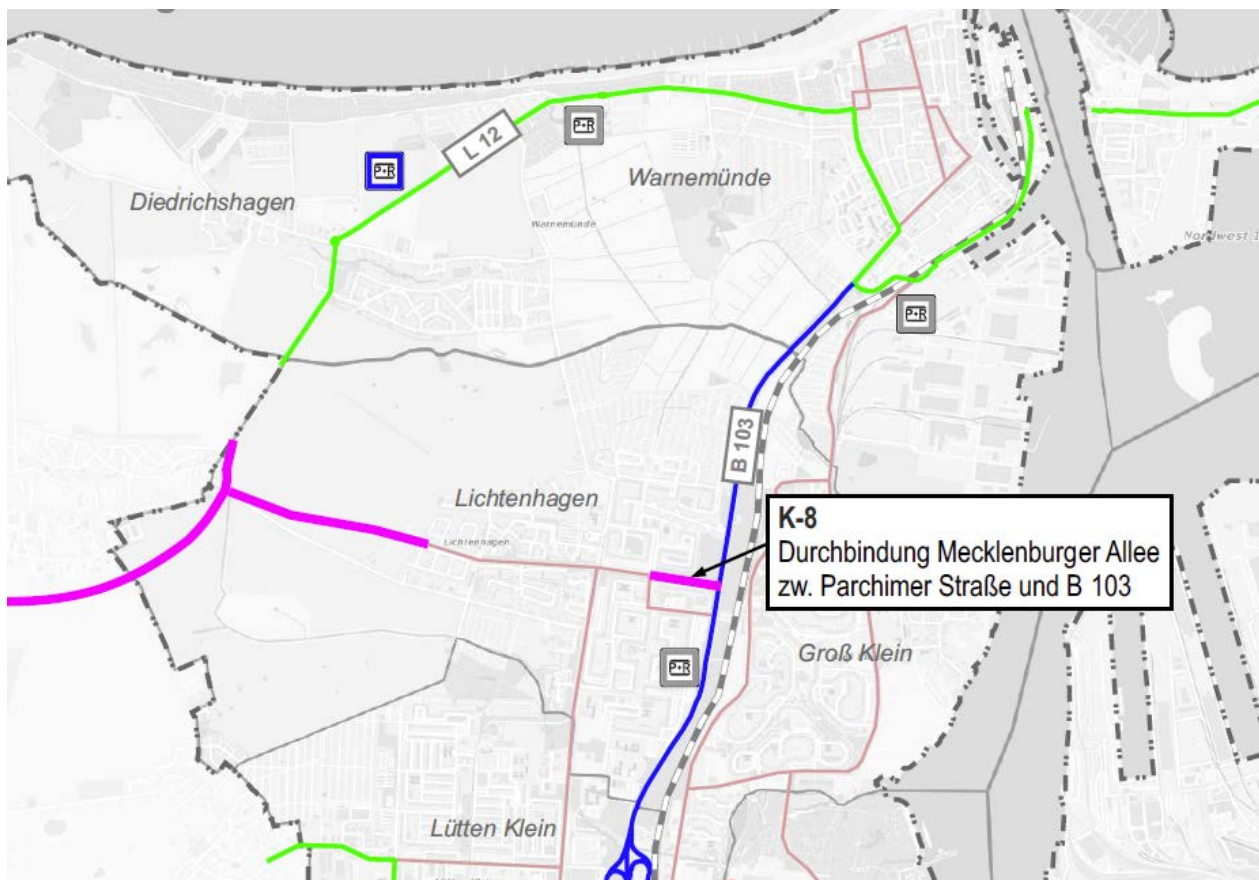 P+R
L 12
P+R
Diedrichshagen
Warnemünde
Warnemünde
Nordwest 1
P+R
B 103
Lichtenhagen
Lichtenhagen
K-8
Durchbindung Mecklenburger Allee
zw. Parchimer Straße und B 103
Groß Klein
P+R
Lütten Klein